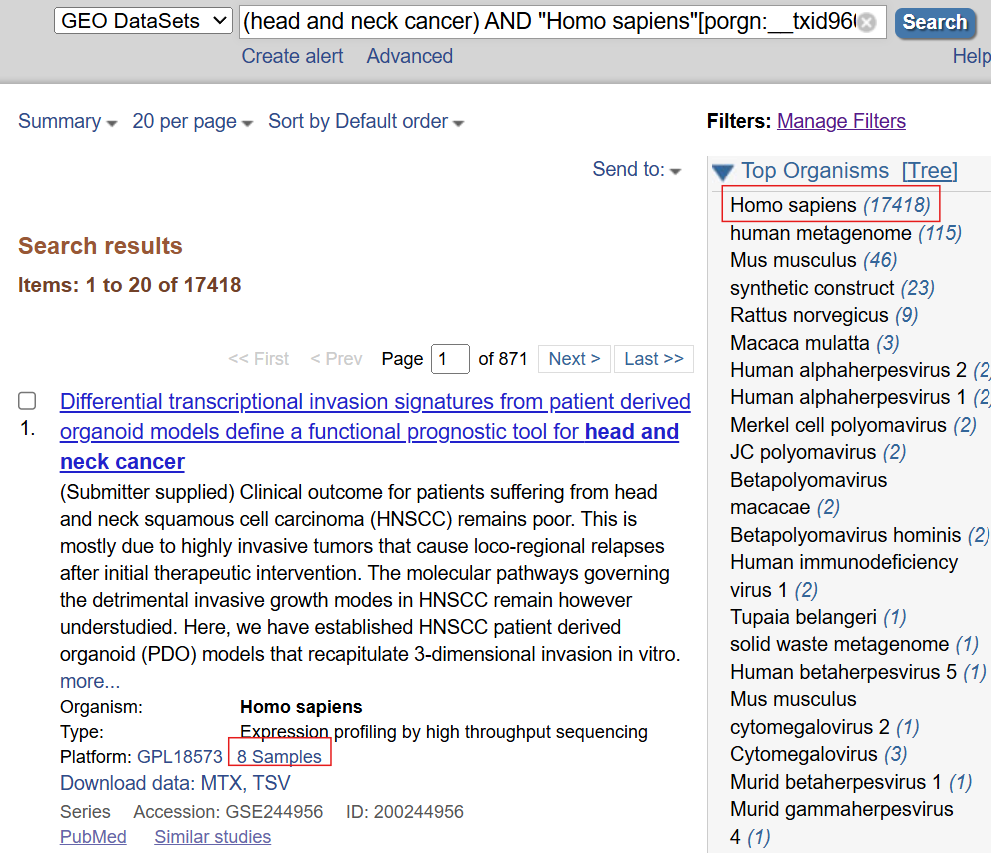 GEO DataSets
(head and neck cancer) AND "Homo sapiens"[porgn:__txid96
Search
Create alert Advanced
Help
Summary 20 per page Sort by Default order
Send to:
Search results
Items: 1 to 20 of 17418
<< First < Prev Page 1 of 871 Next > Last >>
1.
Differential transcriptional invasion signatures from patient derived
organoid models define a functional prognostic tool for head and
neck cancer
(Submitter supplied) Clinical outcome for patients suffering from head
and neck squamous cell carcinoma (HNSCC) remains poor. This is
mostly due to highly invasive tumors that cause loco-regional relapses
after initial therapeutic intervention. The molecular pathways governing
the detrimental invasive growth modes in HNSCC remain however
understudied. Here, we have established HNSCC patient derived
organoid (PDO) models that recapitulate 3-dimensional invasion in vitro.
more...
Organism: Homo sapiens
Type: Expression profiling by high throughput sequencing
Platform: GPL18573 8 Samples
Download data: MTX, TSV
Series Accession: GSE244956 ID: 200244956
PubMed Similar studies
Filters: Manage Filters
Top Organisms [Tree]
Homo sapiens (17418)
human metagenome (115)
Mus musculus (46)
synthetic construct (23)
Rattus norvegicus (9)
Macaca mulatta (3)
Human alphaherpesvirus 2 (2)
Human alphaherpesvirus 1 (2
Merkel cell polyomavirus (2)
JC polyomavirus (2)
Betapolyomavirus
macacae (2)
Betapolyomavirus hominis (2)
Human immunodeficiency
virus 1 (2)
Tupaia belangeri (1)
solid waste metagenome (1)
Human betaherpesvirus 5 (1)
Mus musculus
cytomegalovirus 2 (1)
Cytomegalovirus (3)
Murid betaherpesvirus 1 (1)
Murid gammaherpesvirus
4 (1)